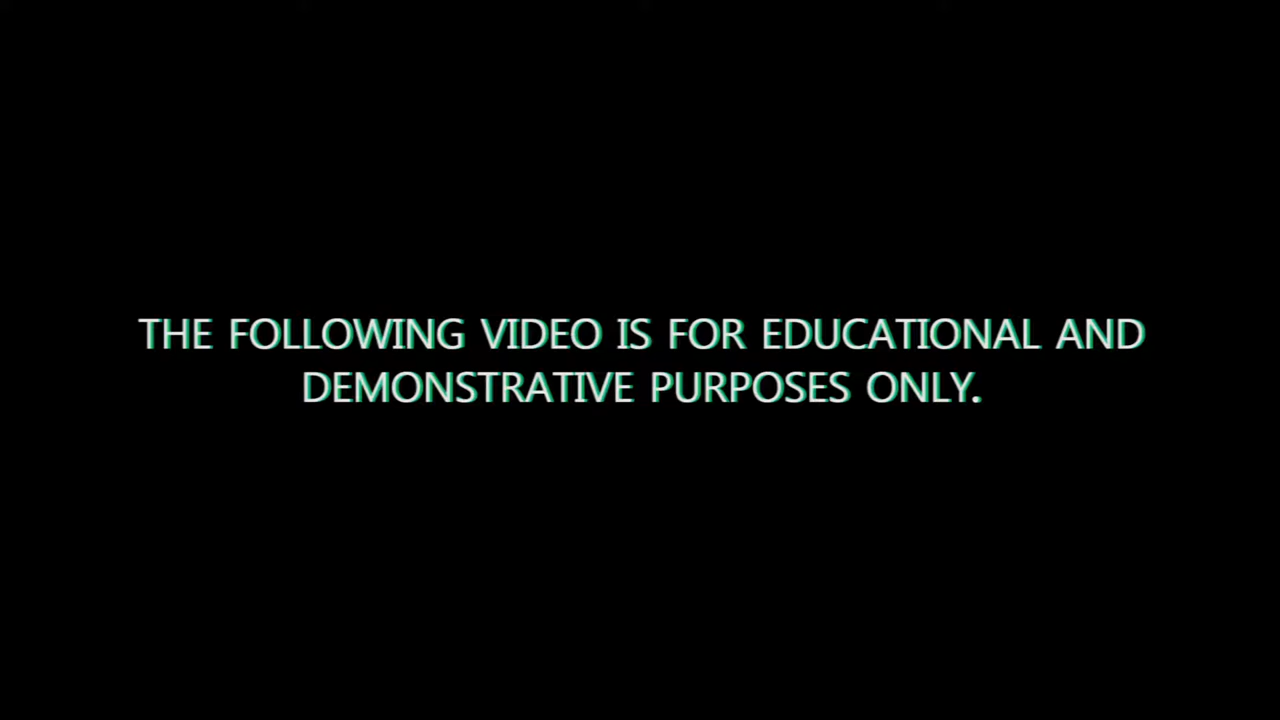 THE FOLLOWING VIDEO IS FOR EDUCATIONAL AND
DEMONSTRATIVE PURPOSES ONLY.